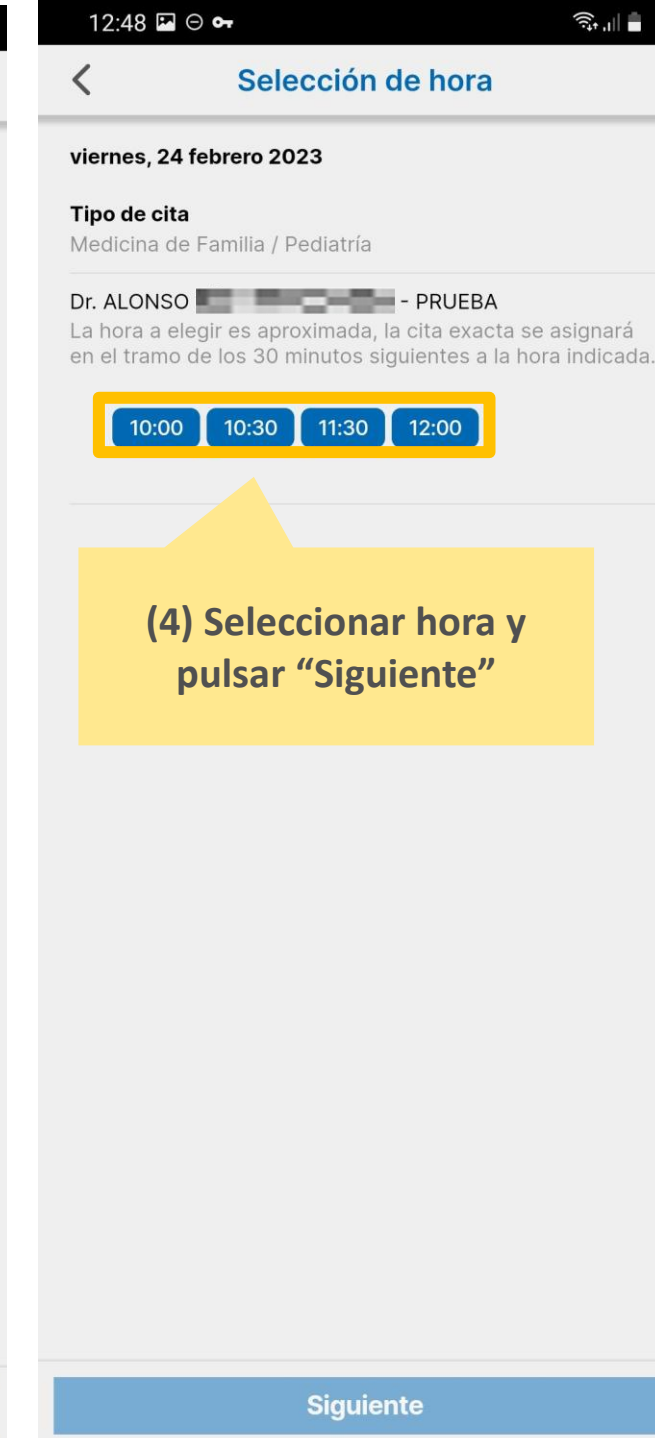 12:48
Selección de hora
viernes, 24 febrero 2023
Tipo de cita
Medicina de Familia / Pediatría
Dr. ALONSO - PRUEBA
La hora a elegir es aproximada, la cita exacta se asignará
en el tramo de los 30 minutos siguientes a la hora indicada.
10:00 10:30 11:30 12:00
(4) Seleccionar hora y
pulsar “Siguiente”
Siguiente